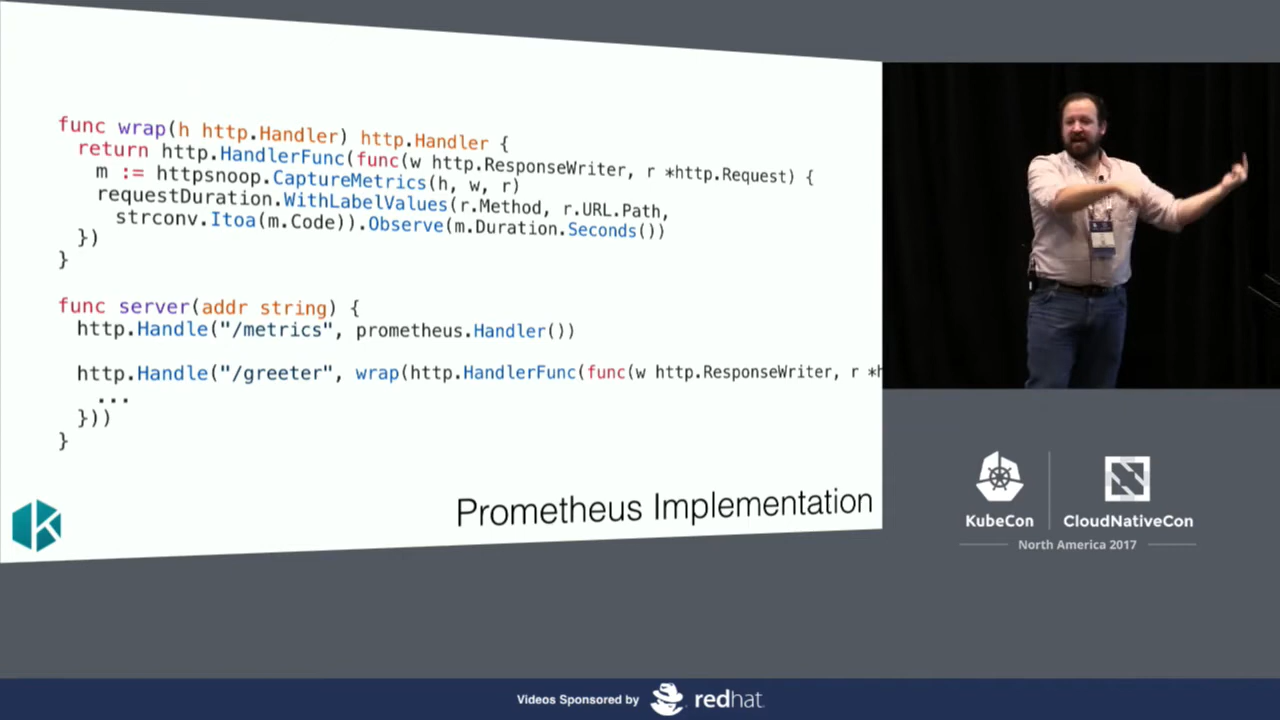 func wrap(h http.Handler) http.Handler {
return http.HandlerFunc(func(w http.ResponseWriter, r *http.Request) {
m := httpsnoop.CaptureMetrics(h, w, r)
requestDuration.WithLabelValues(r.Method, r.URL.Path,
strconv.Itoa(m.Code)).Observe(m.Duration.Seconds())
})
}
func server(addr string) {
http.Handle("/metrics", prometheus.Handler())
http.Handle("/greeter", wrap(http.HandlerFunc(func(w http.ResponseWriter, r *h
...
}))
}
Prometheus Implementation
KubeCon
CloudNativeCon
North America 2017
Videos Sponsored by
redhat